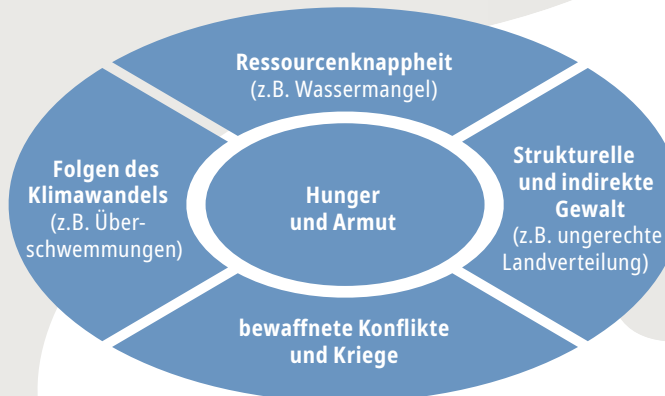 Ressourcenknappheit
(z.B. Wassermangel)
Folgen des
Klimawandels
(z.B. Über-
schwemmungen)
Hunger
und Armut
Strukturelle
und indirekte
Gewalt
(z.B. ungerechte
Landverteilung)
bewaffnete Konflikte
und Kriege